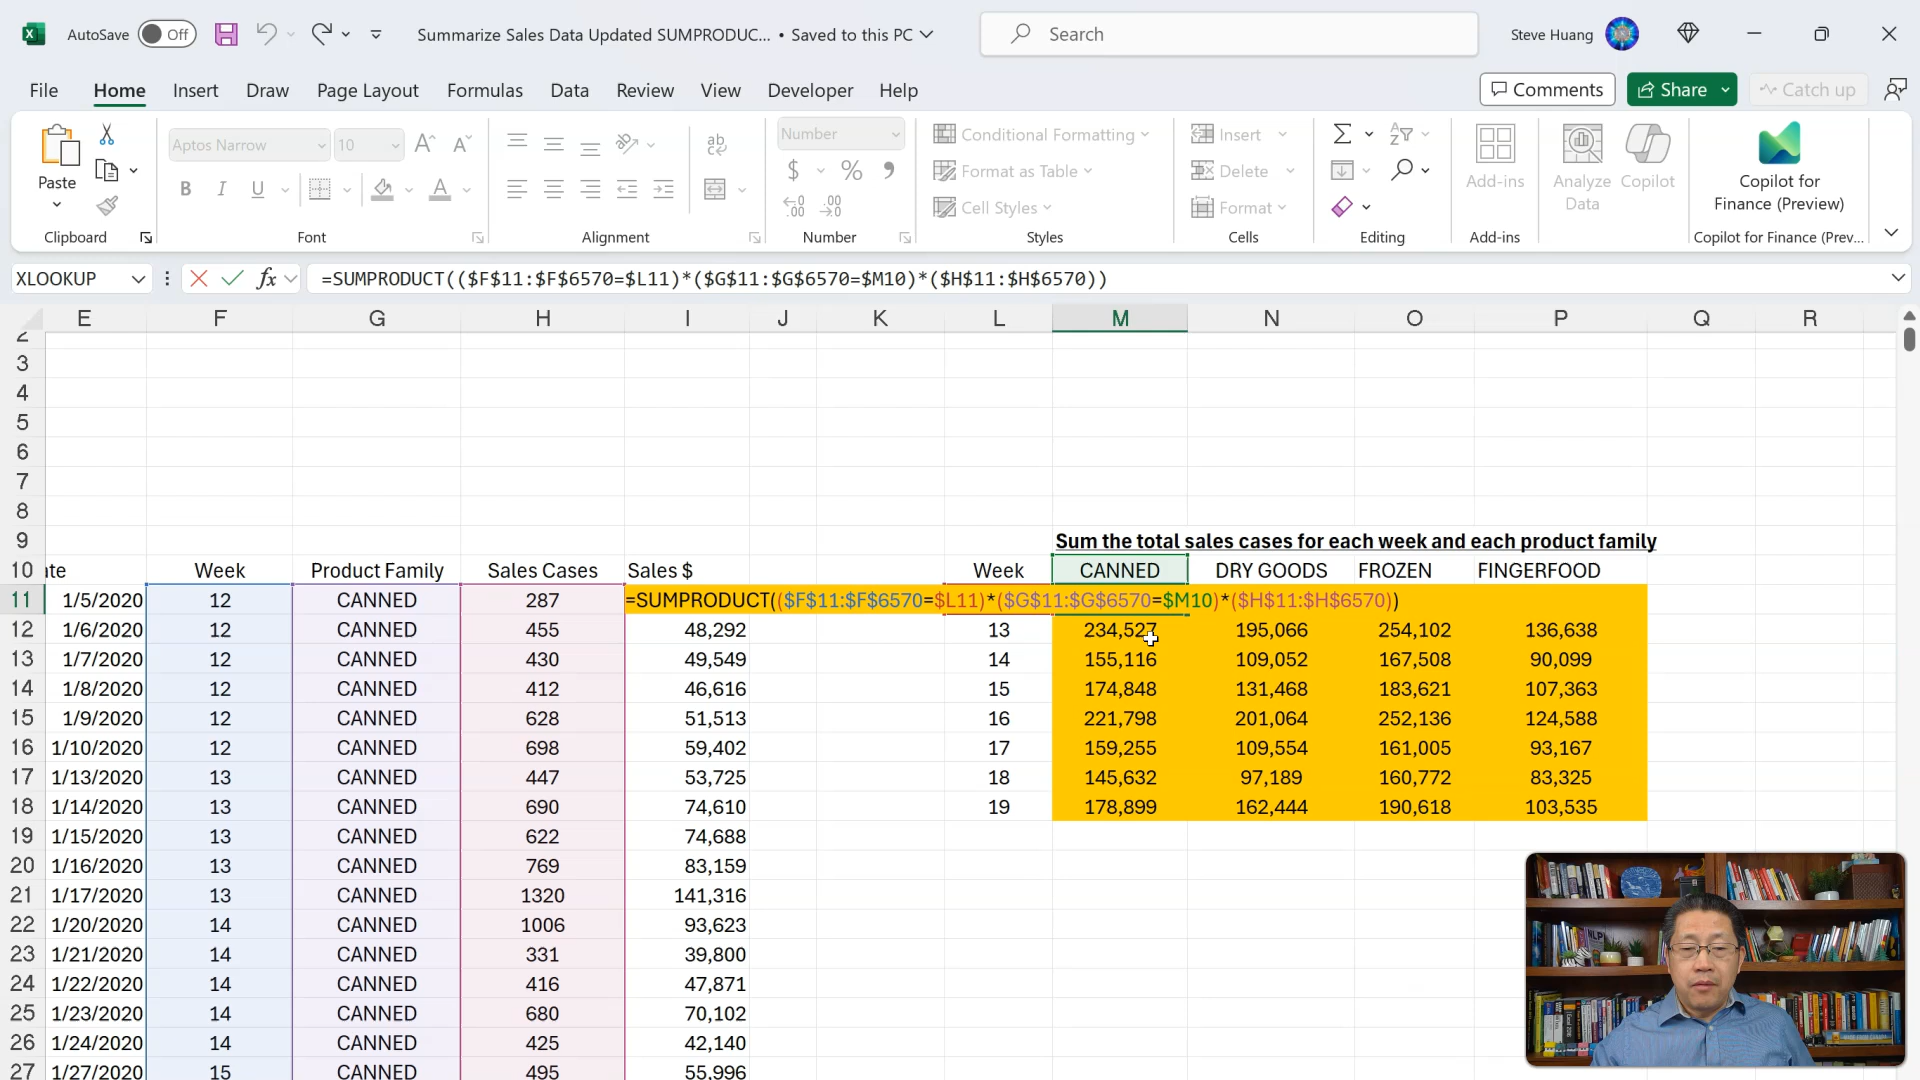 AutoSave Off Summarize Sales Data Updated SUMPRODUC... • Saved to this PC Search Steve Huang
File Home Insert Draw Page Layout Formulas Data Review View Developer Help Comments Share Catch up
Paste
Clipboard
Aptos Narrow 10
B I U A
Font
ab
Alignment
Number
$ % ,
Number
Conditional Formatting
Format as Table
Cell Styles
Styles
Insert
Delete
Format
Cells
Editing
Add-ins
Add-ins
Analyze Data
Copilot
Copilot for Finance (Preview)
Copilot for Finance (Prev...
XLOOKUP fx =SUMPRODUCT(($F$11:$F$6570=$L11)*($G$11:$G$6570=$M10)*($H$11:$H$6570))
E F G H I J K L M N O P Q R
2
3
4
5
6
7
8
9 Sum the total sales cases for each week and each product family
10 te Week Product Family Sales Cases Sales $ Week CANNED DRY GOODS FROZEN FINGERFOOD
11 1/5/2020 12 CANNED 287 =SUMPRODUCT(($F$11:$F$6570=$L11)*($G$11:$G$6570=$M10)*($H$11:$H$6570))
12 1/6/2020 12 CANNED 455 48,292 13 234,527 195,066 254,102 136,638
13 1/7/2020 12 CANNED 430 49,549 14 155,116 109,052 167,508 90,099
14 1/8/2020 12 CANNED 412 46,616 15 174,848 131,468 183,621 107,363
15 1/9/2020 12 CANNED 628 51,513 16 221,798 201,064 252,136 124,588
16 1/10/2020 12 CANNED 698 59,402 17 159,255 109,554 161,005 93,167
17 1/13/2020 13 CANNED 447 53,725 18 145,632 97,189 160,772 83,325
18 1/14/2020 13 CANNED 690 74,610 19 178,899 162,444 190,618 103,535
19 1/15/2020 13 CANNED 622 74,688
20 1/16/2020 13 CANNED 769 83,159
21 1/17/2020 13 CANNED 1320 141,316
22 1/20/2020 14 CANNED 1006 93,623
23 1/21/2020 14 CANNED 331 39,800
24 1/22/2020 14 CANNED 416 47,871
25 1/23/2020 14 CANNED 680 70,102
26 1/24/2020 14 CANNED 425 42,140
27 1/27/2020 15 CANNED 495 55,996